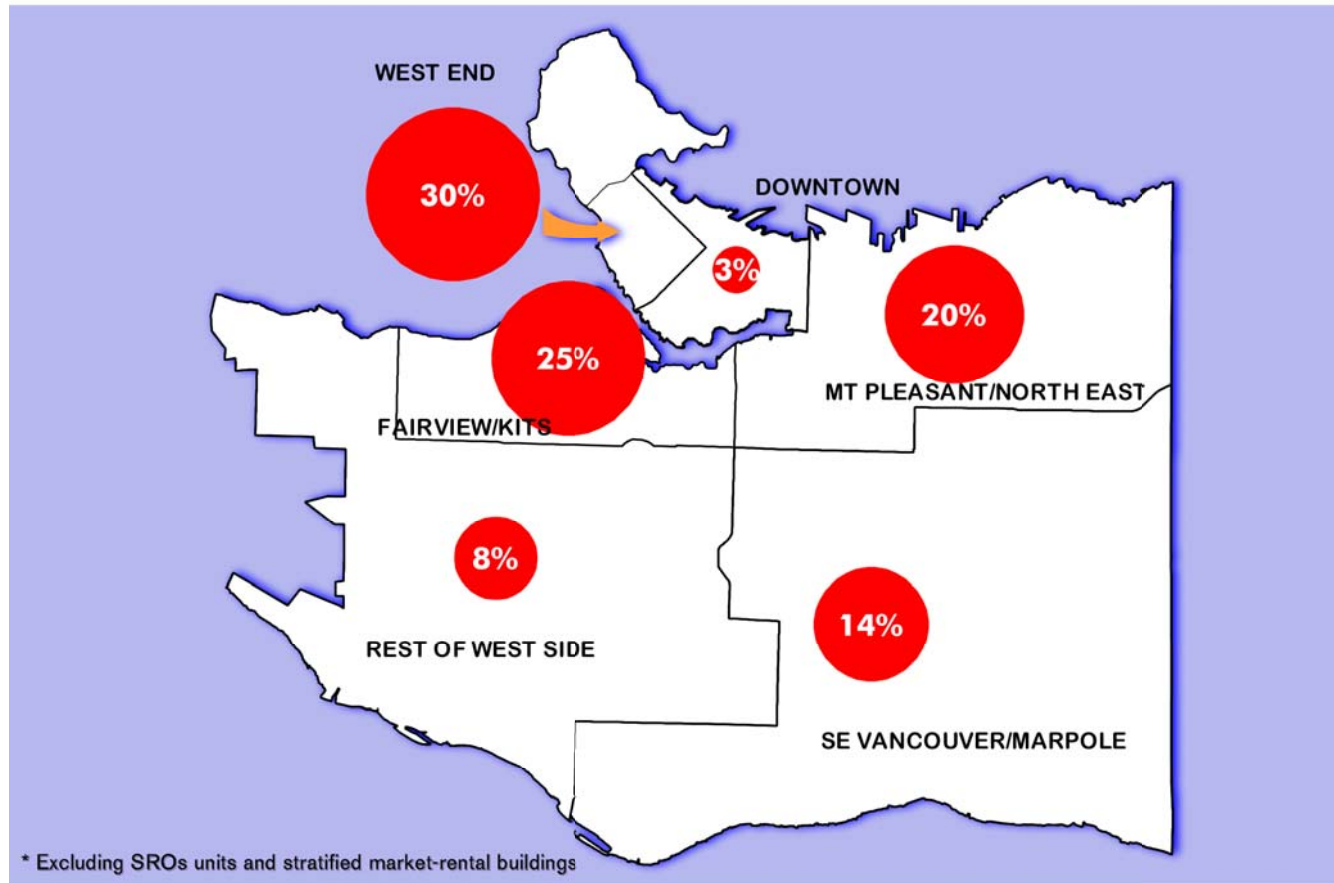 WEST END
30%
DOWNTOWN
3%
20%
MT PLEASANT/NORTH EAST
25%
FAIRVIEW/KITS
8%
REST OF WEST SIDE
14%
SE VANCOUVER/MARPOLE
* Excluding SROs units and stratified market-rental buildings